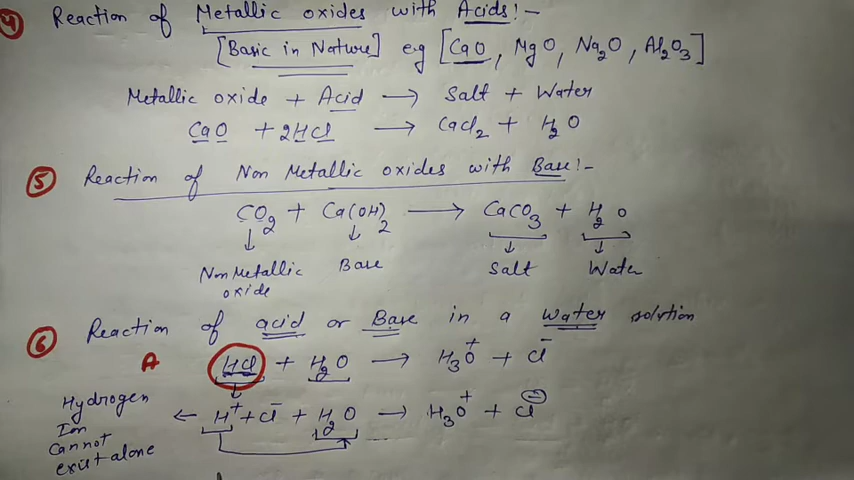 4 Reaction of Metallic oxides with Acids!-
[Basic in Nature] e.g [CaO, MgO, Na₂O, Al₂O₃]
Metallic oxide + Acid → Salt + Water
CaO + 2HCl → CaCl₂ + H₂O
5 Reaction of Non Metallic oxides with Base!-
CO₂ + Ca(OH)₂ → CaCO₃ + H₂O
↓ ↓ ↓ ↓
Non Metallic Base Salt Water
oxide
6 Reaction of acid or Base in a water solution
A HCl + H₂O → H₃O⁺ + Cl⁻
↓
Hydrogen ← H⁺ + Cl⁻ + H₂O → H₃O⁺ + Cl⁻
Ion
cannot
exist alone